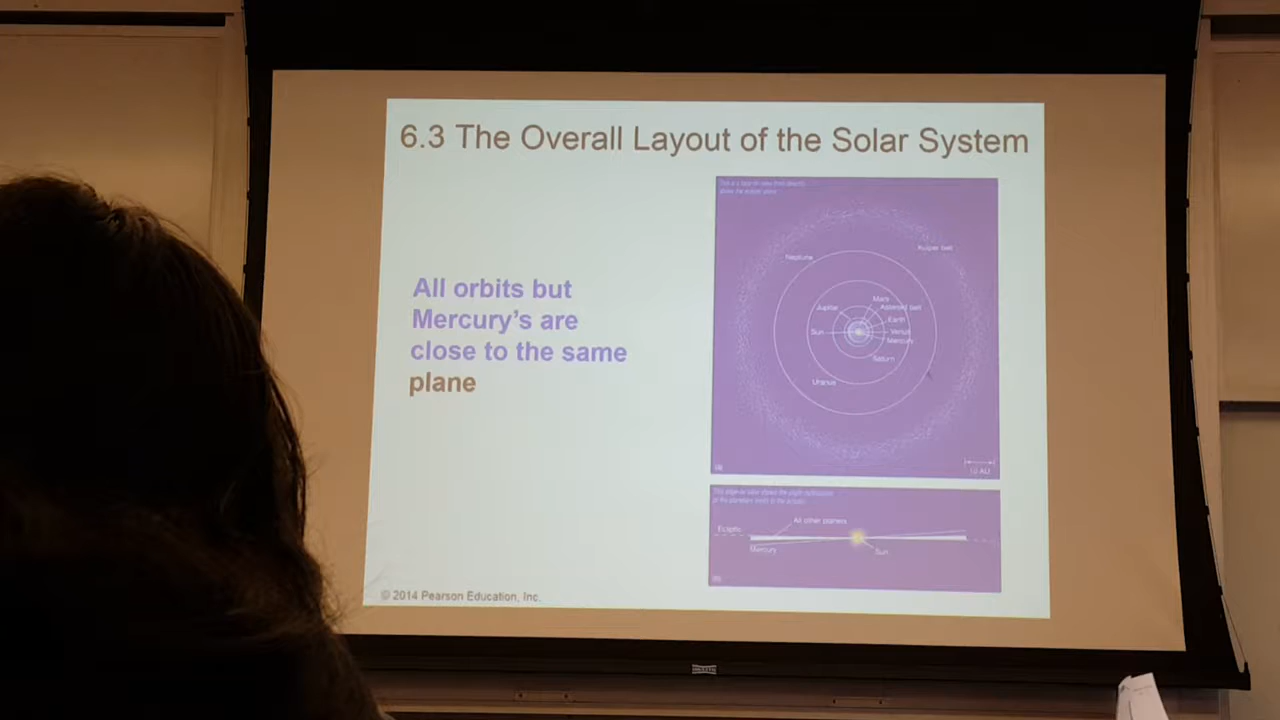 6.3 The Overall Layout of the Solar System
All orbits but
Mercury's are
close to the same
plane
Kuiper belt
Neptune
Mars
Jupiter
Asteroid belt
Earth
Sun
Venus
Mercury
Saturn
Uranus
10 AU
All other planets
Ecliptic
Mercury
Sun
© 2014 Pearson Education, Inc.